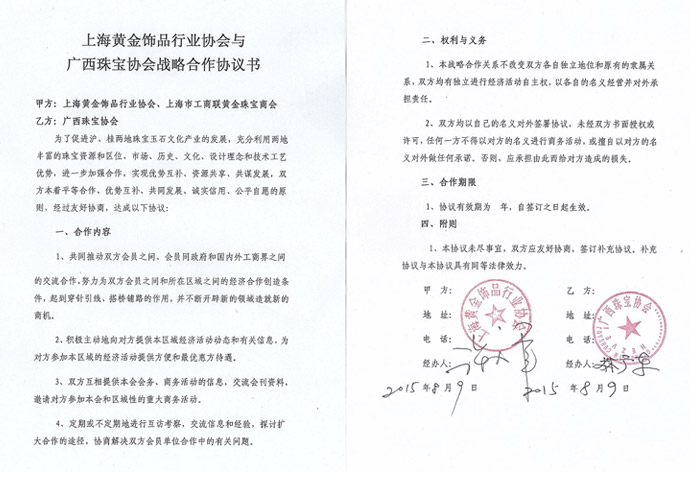 上海黄金饰品行业协会与
广西珠宝协会战略合作协议书
甲方：上海黄金饰品行业协会、上海市工商联黄金珠宝商会
乙方：广西珠宝协会
为了促进沪、桂两地珠宝玉石文化产业的发展，充分利用两地
丰富的珠宝资源和区位、市场、历史、文化、设计理念和技术工艺
优势，进一步加强合作，实现优势互补、资源共享、共谋发展，双
方本着平等合作、优势互补、共同发展，诚实信用、公平自愿的原
则，经过友好协商，达成以下协议：
一、合作内容
1、共同推动双方会员之间、会员同政府和国内外工商界之间
的交流合作，努力为双方会员之间和所在区域之间的经济合作创造条
件，起到穿针引线、搭桥铺路的作用，并不断开辟新的领域造就新的
商机。
2、积极主动地向对方提供本区域经济活动动态和有关信息，为
对方参加本区域的经济活动提供方便和最优惠方待遇。
3、双方互相提供本会会务、商务活动的信息，交流会刊资料，
邀请对方参加本会和区域性的重大商务活动。
4、定期或不定期地进行互访考察，交流信息和经验，探讨扩
大合作的途径，协商解决双方会员单位合作中的有关问题。
二、权利与义务
1、本战略合作关系不改变双方各自独立地位和原有的隶属关
系，双方均有独立进行经济活动自主权，以各自的名义经营并对外承
担责任。
2、双方均以自己的名义对外签署协议，未经双方书面授权或
许可，任何一方不得以对方的名义进行商务活动，或擅自以对方的名
义对外做任何承诺。否则，应承担由此而给对方造成的损失。
三、合作期限
1、协议有效期为 年，自签订之日起生效。
四、附则
1、本协议未尽事宜，双方应友好协商，签订补充协议。补充
协议与本协议具有同等法律效力。
甲 方：
地 址：
电 话：
经办人：
2015年8月9日
上海黄金饰品行业协会
乙 方：
地 址：
电 话：
经办人：
2015年8月9日
广西珠宝协会